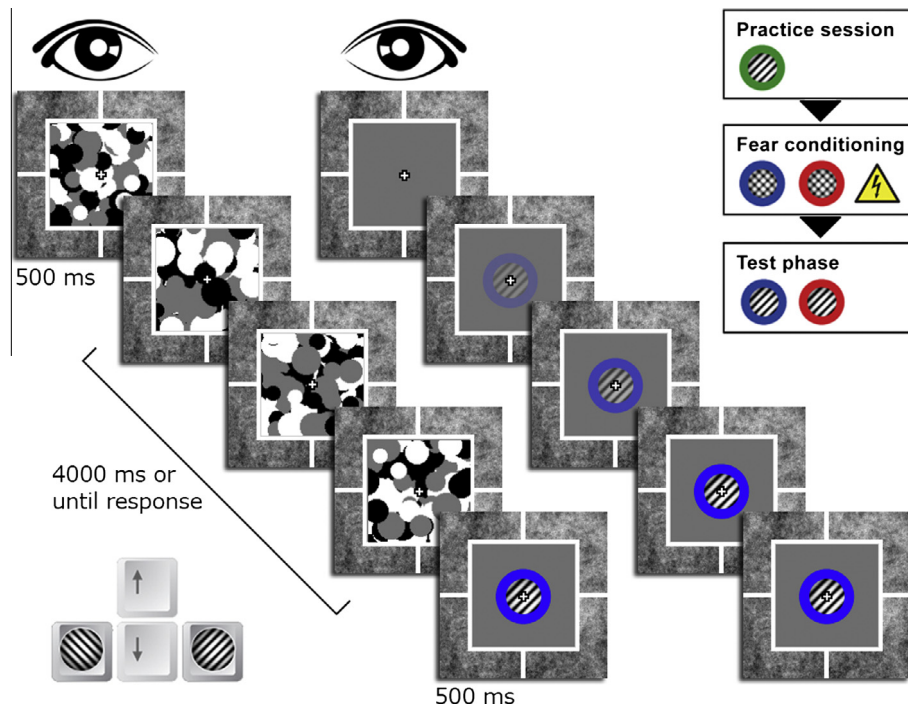 Practice session
Fear conditioning
Test phase
500 ms
4000 ms or
until response
500 ms